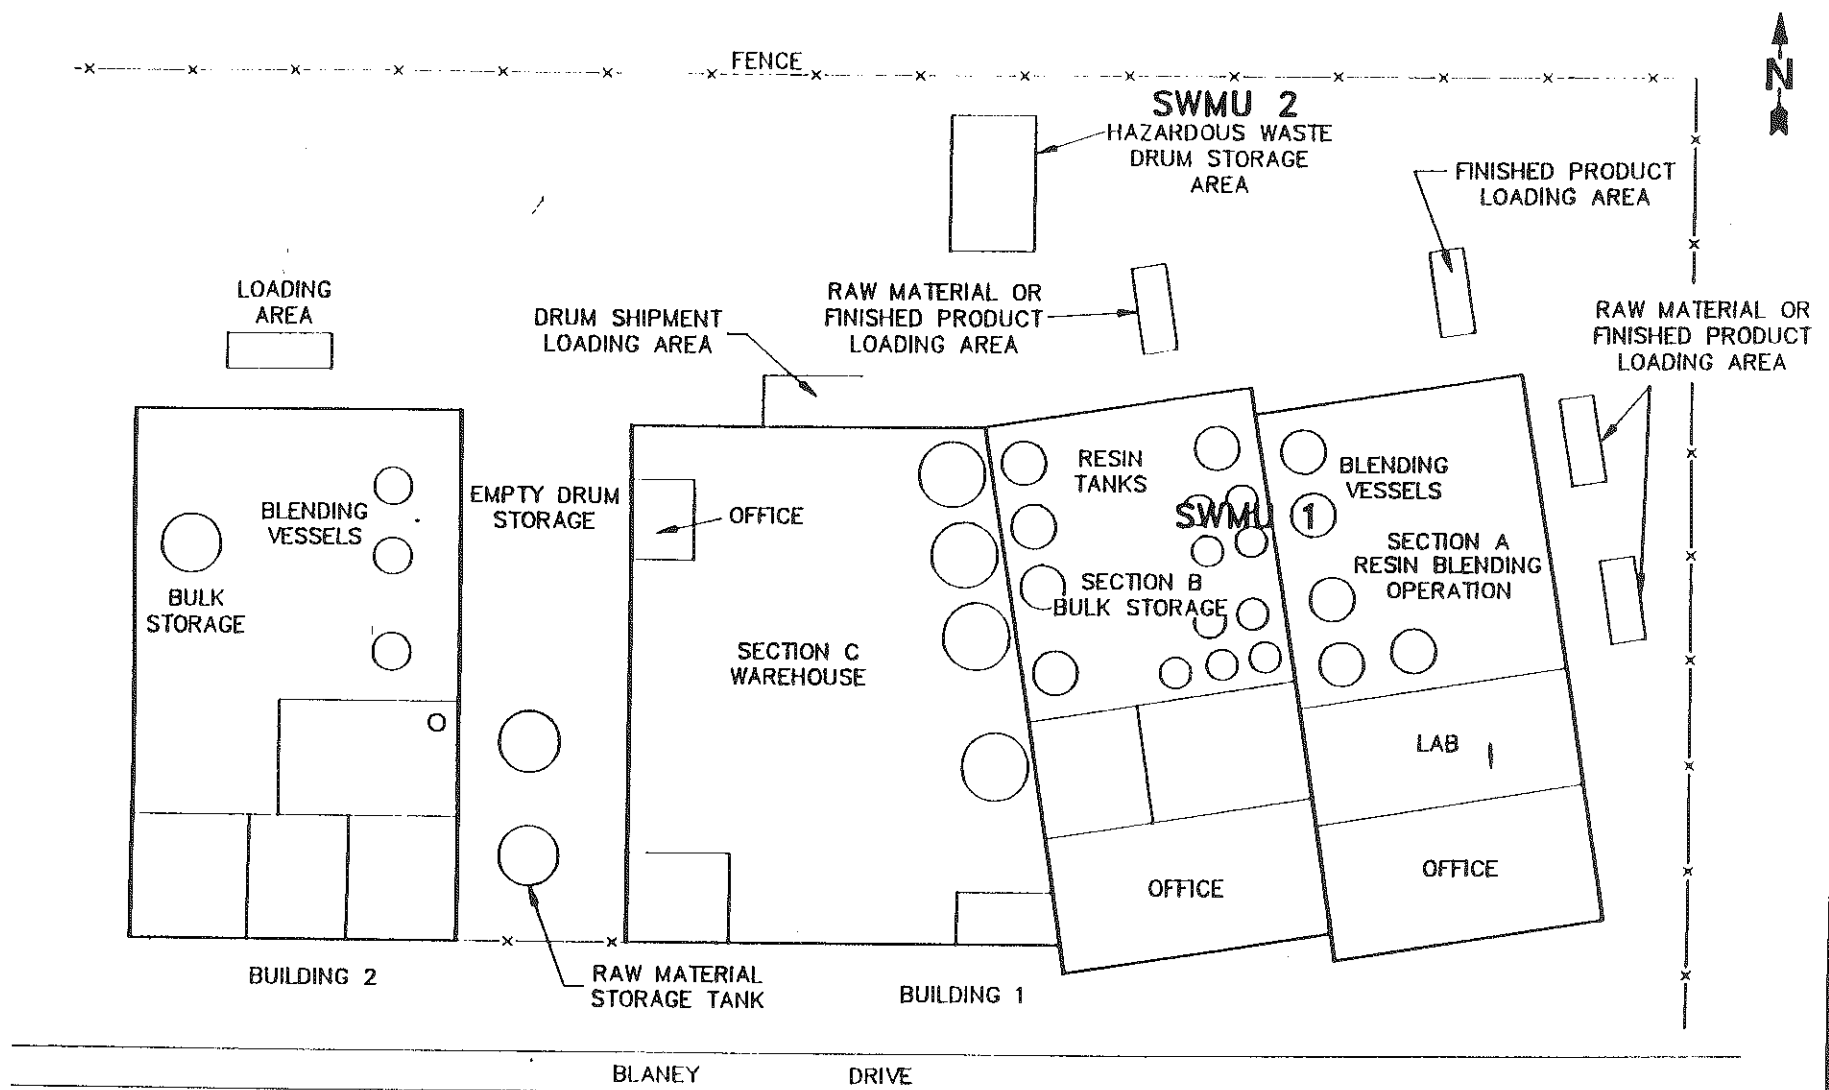 FENCE
N
SWMU 2
HAZARDOUS WASTE
DRUM STORAGE
AREA
FINISHED PRODUCT
LOADING AREA
LOADING
AREA
DRUM SHIPMENT
LOADING AREA
RAW MATERIAL OR
FINISHED PRODUCT
LOADING AREA
RAW MATERIAL OR
FINISHED PRODUCT
LOADING AREA
BLENDING
VESSELS
BULK
STORAGE
EMPTY DRUM
STORAGE
OFFICE
RESIN
TANKS
SWMU 1
BLENDING
VESSELS
SECTION A
RESIN BLENDING
OPERATION
SECTION B
BULK STORAGE
SECTION C
WAREHOUSE
LAB
OFFICE
OFFICE
BUILDING 2
RAW MATERIAL
STORAGE TANK
BUILDING 1
BLANEY DRIVE